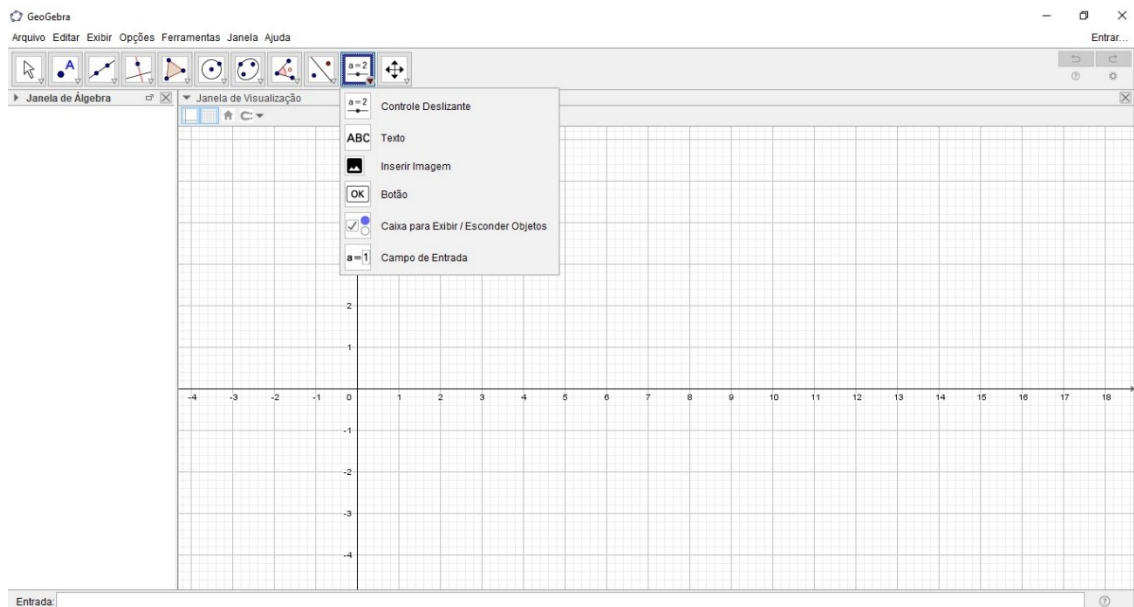 GeoGebra
Arquivo Editar Exibir Opções Ferramentas Janela Ajuda Entrar...
A a=2
Janela de Álgebra Janela de Visualização
a=2 Controle Deslizante
ABC Texto
Inserir Imagem
OK Botão
Caixa para Exibir / Esconder Objetos
a=1 Campo de Entrada
2
1
-4 -3 -2 -1 0 1 2 3 4 5 6 7 8 9 10 11 12 13 14 15 16 17 18
-1
-2
-3
-4
Entrada: